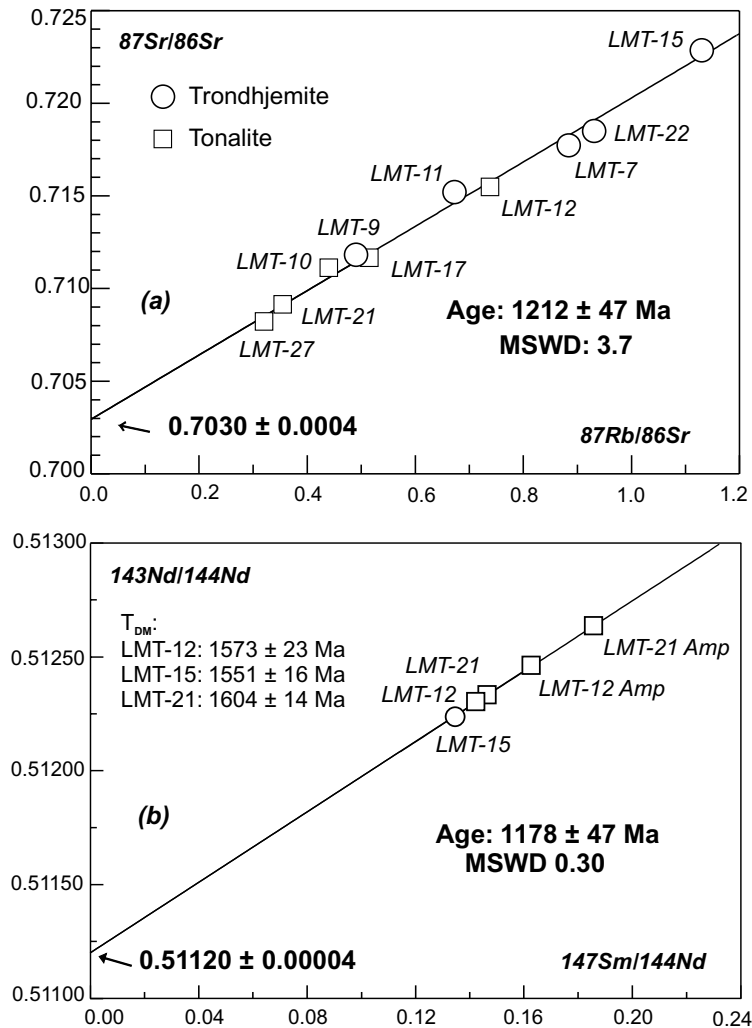 87Sr/86Sr
0.725
0.720
0.715
0.710
0.705
0.700
Trondhjemite
Tonalite
LMT-15
LMT-22
LMT-7
LMT-11
LMT-12
LMT-9
LMT-10
LMT-17
LMT-21
LMT-27
(a)
Age: 1212 ± 47 Ma
MSWD: 3.7
0.7030 ± 0.0004
87Rb/86Sr
0.0 0.2 0.4 0.6 0.8 1.0 1.2
0.51300
0.51250
0.51200
0.51150
0.51100
143Nd/144Nd
TDM:
LMT-12: 1573 ± 23 Ma
LMT-15: 1551 ± 16 Ma
LMT-21: 1604 ± 14 Ma
LMT-21 Amp
LMT-21
LMT-12 Amp
LMT-12
LMT-15
(b)
Age: 1178 ± 47 Ma
MSWD 0.30
0.51120 ± 0.00004
147Sm/144Nd
0.00 0.04 0.08 0.12 0.16 0.20 0.24